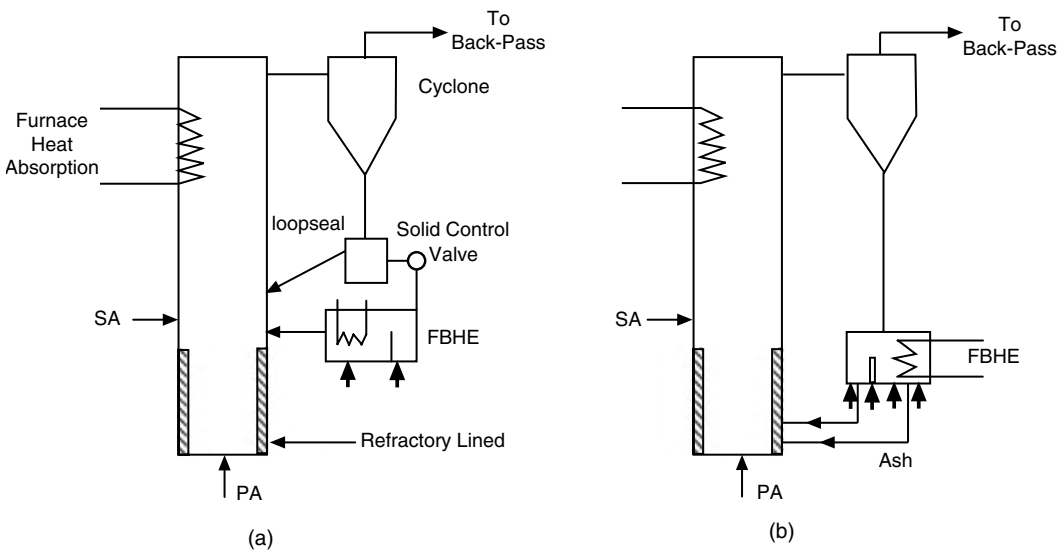 To
Back-Pass
Cyclone
Furnace
Heat
Absorption
loopseal
Solid Control
Valve
SA
FBHE
Refractory Lined
PA
(a)
To
Back-Pass
SA
FBHE
Ash
PA
(b)